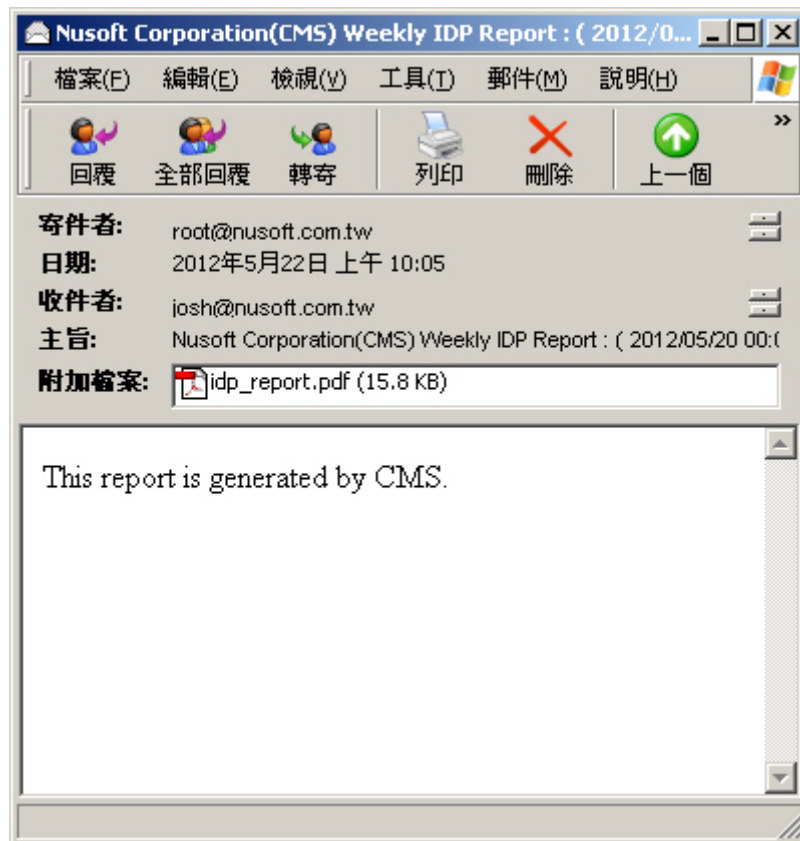 Nusoft Corporation(CMS) Weekly IDP Report : ( 2012/0...
檔案(F) 編輯(E) 檢視(V) 工具(T) 郵件(M) 說明(H)
回覆 全部回覆 轉寄 列印 刪除 上一個 »
寄件者: root@nusoft.com.tw
日期: 2012年5月22日 上午 10:05
收件者: josh@nusoft.com.tw
主旨: Nusoft Corporation(CMS) Weekly IDP Report : ( 2012/05/20 00:0
附加檔案: idp_report.pdf (15.8 KB)
This report is generated by CMS.